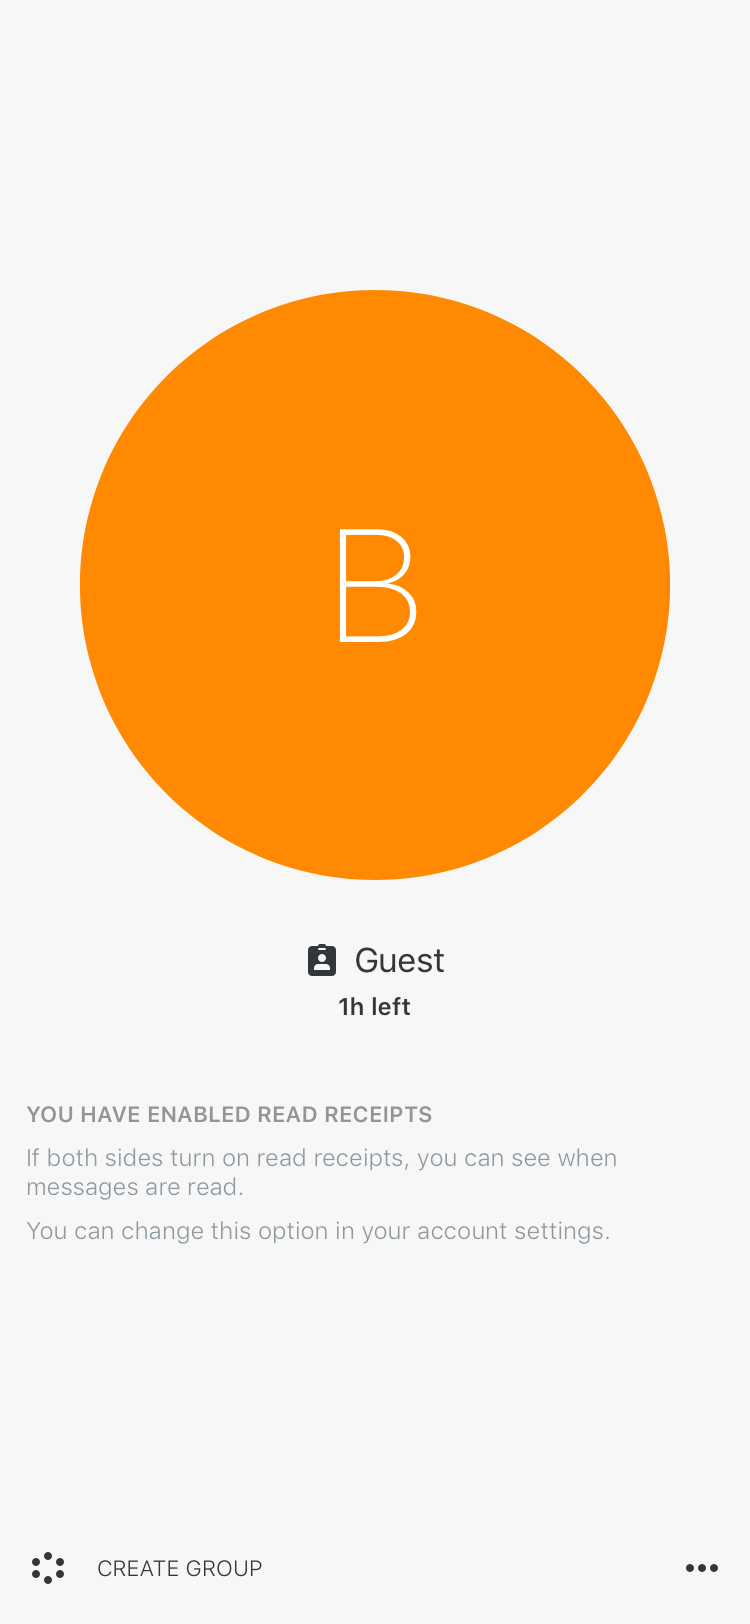 B
Guest
1h left
YOU HAVE ENABLED READ RECEIPTS
If both sides turn on read receipts, you can see when
messages are read.
You can change this option in your account settings.
CREATE GROUP